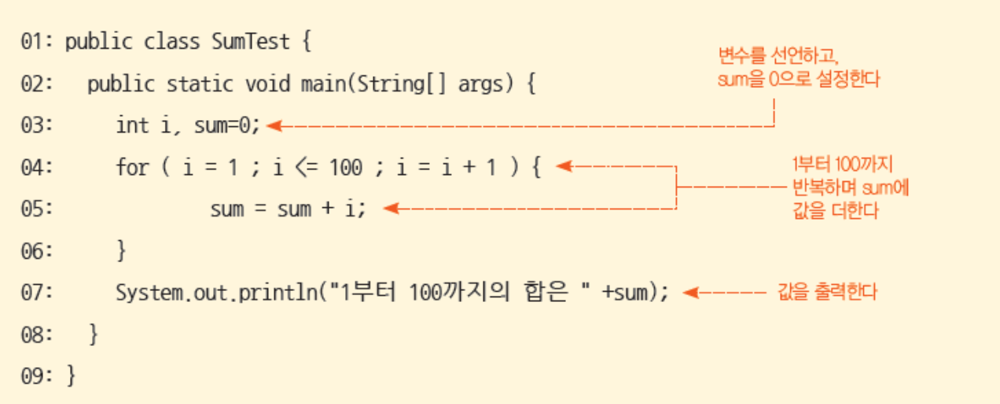 01: public class SumTest {
02: public static void main(String[] args) {
변수를 선언하고,
sum을 0으로 설정한다
03: int i, sum=0;
04: for ( i = 1 ; i <= 100 ; i = i + 1 ) {
05: sum = sum + i;
1부터 100까지
반복하며 sum에
값을 더한다
06: }
07: System.out.println("1부터 100까지의 합은 " +sum);
값을 출력한다
08: }
09: }